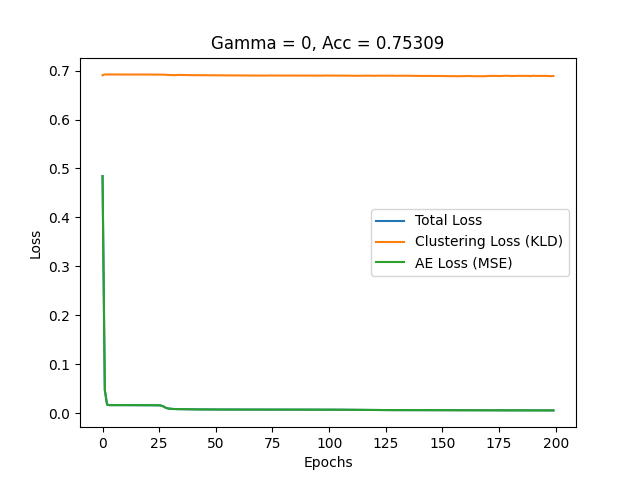 Gamma = 0, Acc = 0.75309
Loss
0.7
0.6
0.5
0.4
0.3
0.2
0.1
0.0
Total Loss
Clustering Loss (KLD)
AE Loss (MSE)
0 25 50 75 100 125 150 175 200
Epochs